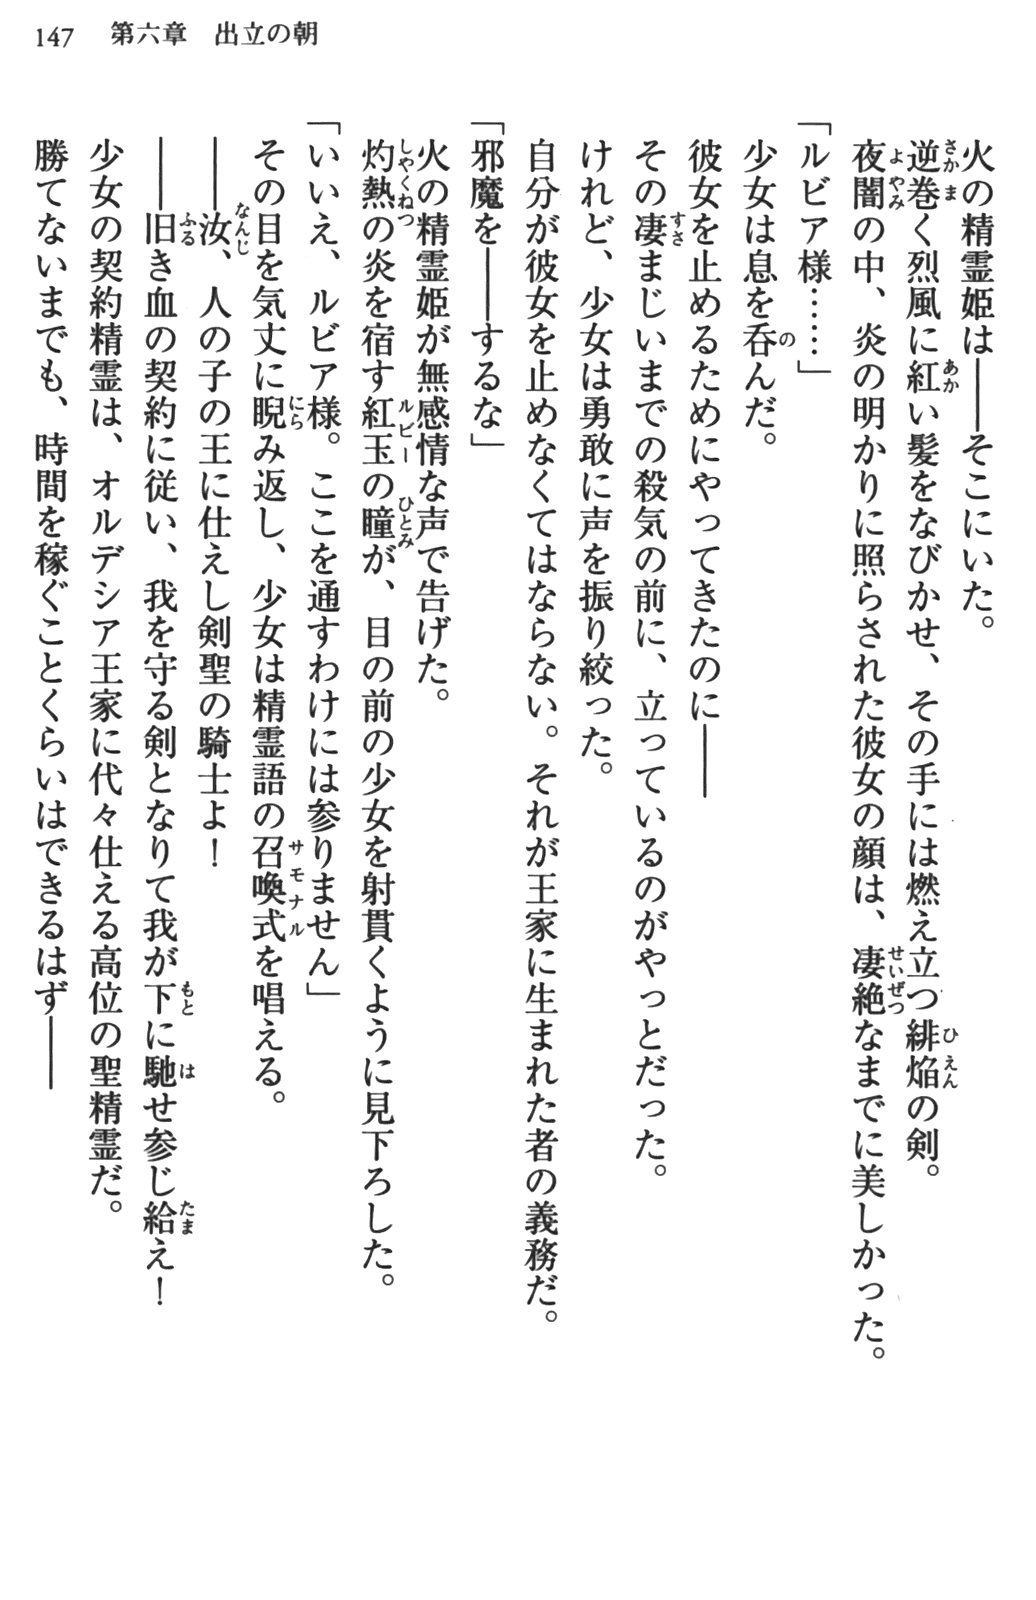 147　第六章　出立の朝
火の精霊姫は――そこにいた。
逆巻く烈風に紅い髪をなびかせ、その手には燃え立つ緋焔の剣。
夜闇の中、炎の明かりに照らされた彼女の顔は、凄絶なまでに美しかった。
「ルビア様……」
少女は息を呑んだ。
彼女を止めるためにやってきたのに――
その凄まじいまでの殺気の前に、立っているのがやっとだった。
けれど、少女は勇敢に声を振り絞った。
自分が彼女を止めなくてはならない。それが王家に生まれた者の義務だ。
「邪魔を――するな」
火の精霊姫が無感情な声で告げた。
灼熱の炎を宿す紅玉の瞳が、目の前の少女を射貫くように見下ろした。
「いいえ、ルビア様。ここを通すわけには参りません」
その目を気丈に睨み返し、少女は精霊語の召喚式を唱える。
――汝、人の子の王に仕えし剣聖の騎士よ！
――旧き血の契約に従い、我を守る剣となりて我が下に馳せ参じ給え！
少女の契約精霊は、オルデシア王家に代々仕える高位の聖精霊だ。
勝てないまでも、時間を稼ぐことくらいはできるはず――